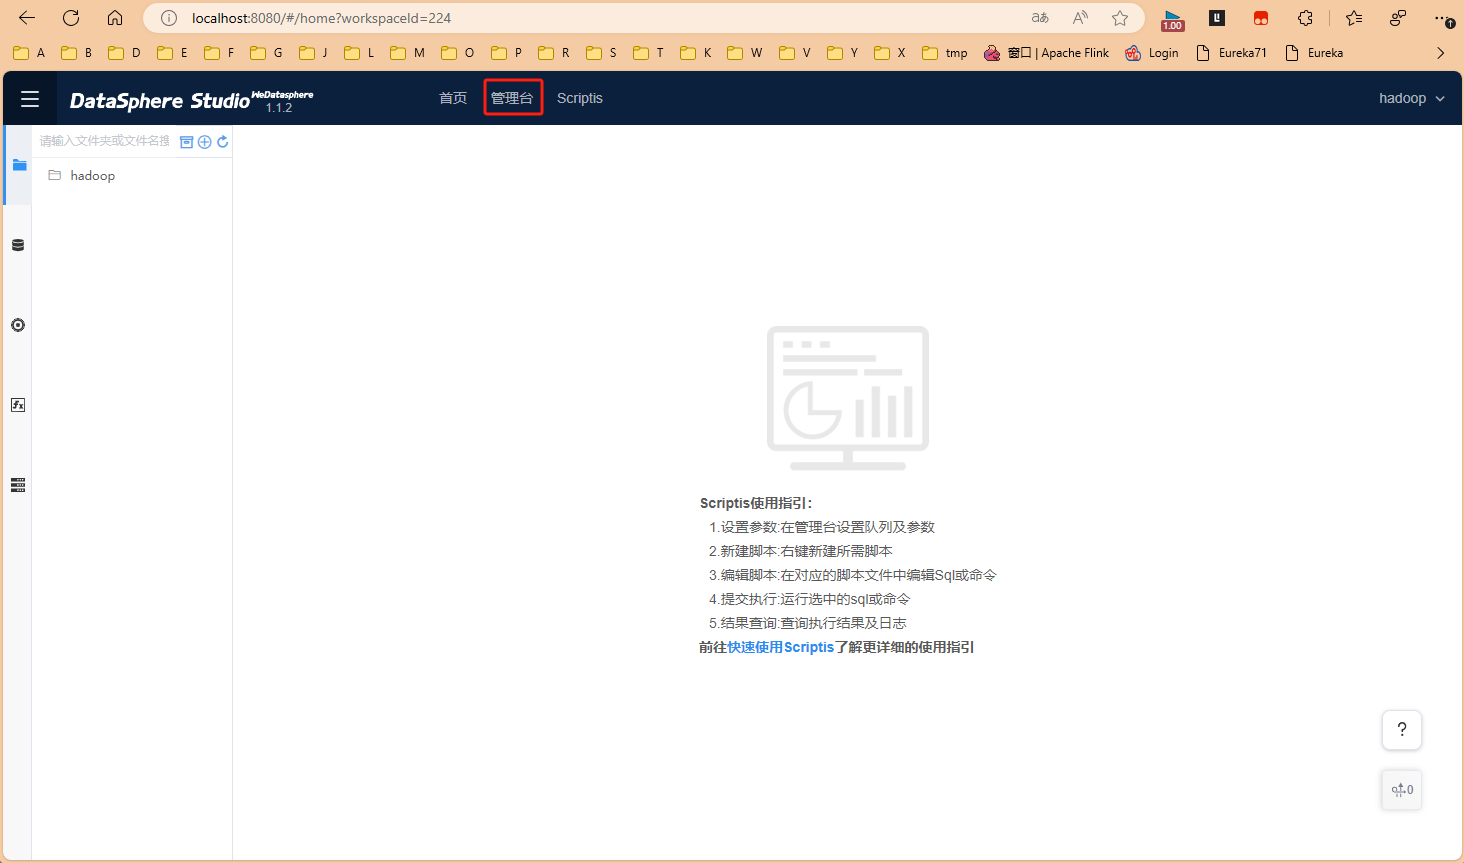 localhost:8080/#/home?workspaceId=224
aあ
A
1.00
A B D E F G J L M O P R S T K W V Y X tmp 窗口 | Apache Flink Login Eureka71 Eureka
DataSphere Studio WeDatasphere 1.1.2 首页 管理台 Scriptis hadoop
请输入文件夹或文件名搜
hadoop
fx
Scriptis使用指引:
1.设置参数:在管理台设置队列及参数
2.新建脚本:右键新建所需脚本
3.编辑脚本:在对应的脚本文件中编辑Sql或命令
4.提交执行:运行选中的sql或命令
5.结果查询:查询执行结果及日志
前往快速使用Scriptis了解更详细的使用指引
?
0